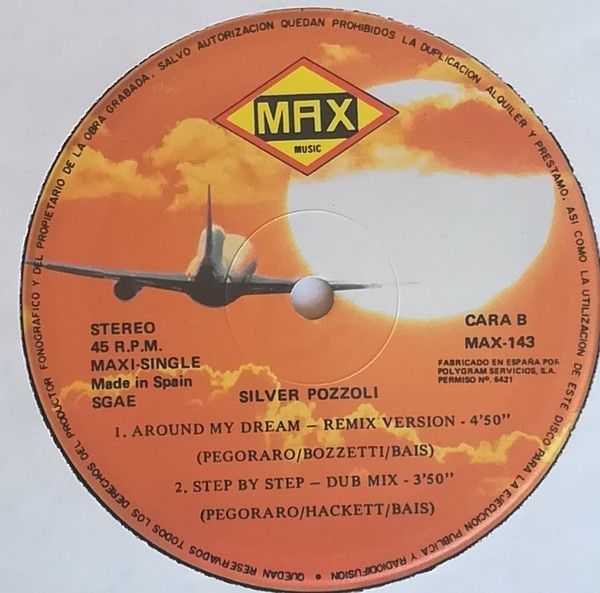 QUEDAN RESERVADOS TODOS LOS DERECHOS DEL PRODUCTOR FONOGRAFICO Y DEL PROPIETARIO DE LA OBRA GRABADA, SALVO AUTORIZACION QUEDAN PROHIBIDOS LA DUPLICACION, ALQUILER Y PRESTAMO, ASI COMO LA UTILIZACION DE ESTE DISCO PARA LA EJECUCION PUBLICA Y RADIODIFUSION •
MAX
MUSIC
STEREO
45 R.P.M.
MAXI-SINGLE
Made in Spain
SGAE
CARA B
MAX-143
FABRICADO EN ESPAÑA POR
POLYGRAM SERVICIOS, S.A.
PERMISO Nº. 6421
SILVER POZZOLI
1. AROUND MY DREAM – REMIX VERSION - 4'50''
(PEGORARO/BOZZETTI/BAIS)
2. STEP BY STEP – DUB MIX - 3'50''
(PEGORARO/HACKETT/BAIS)